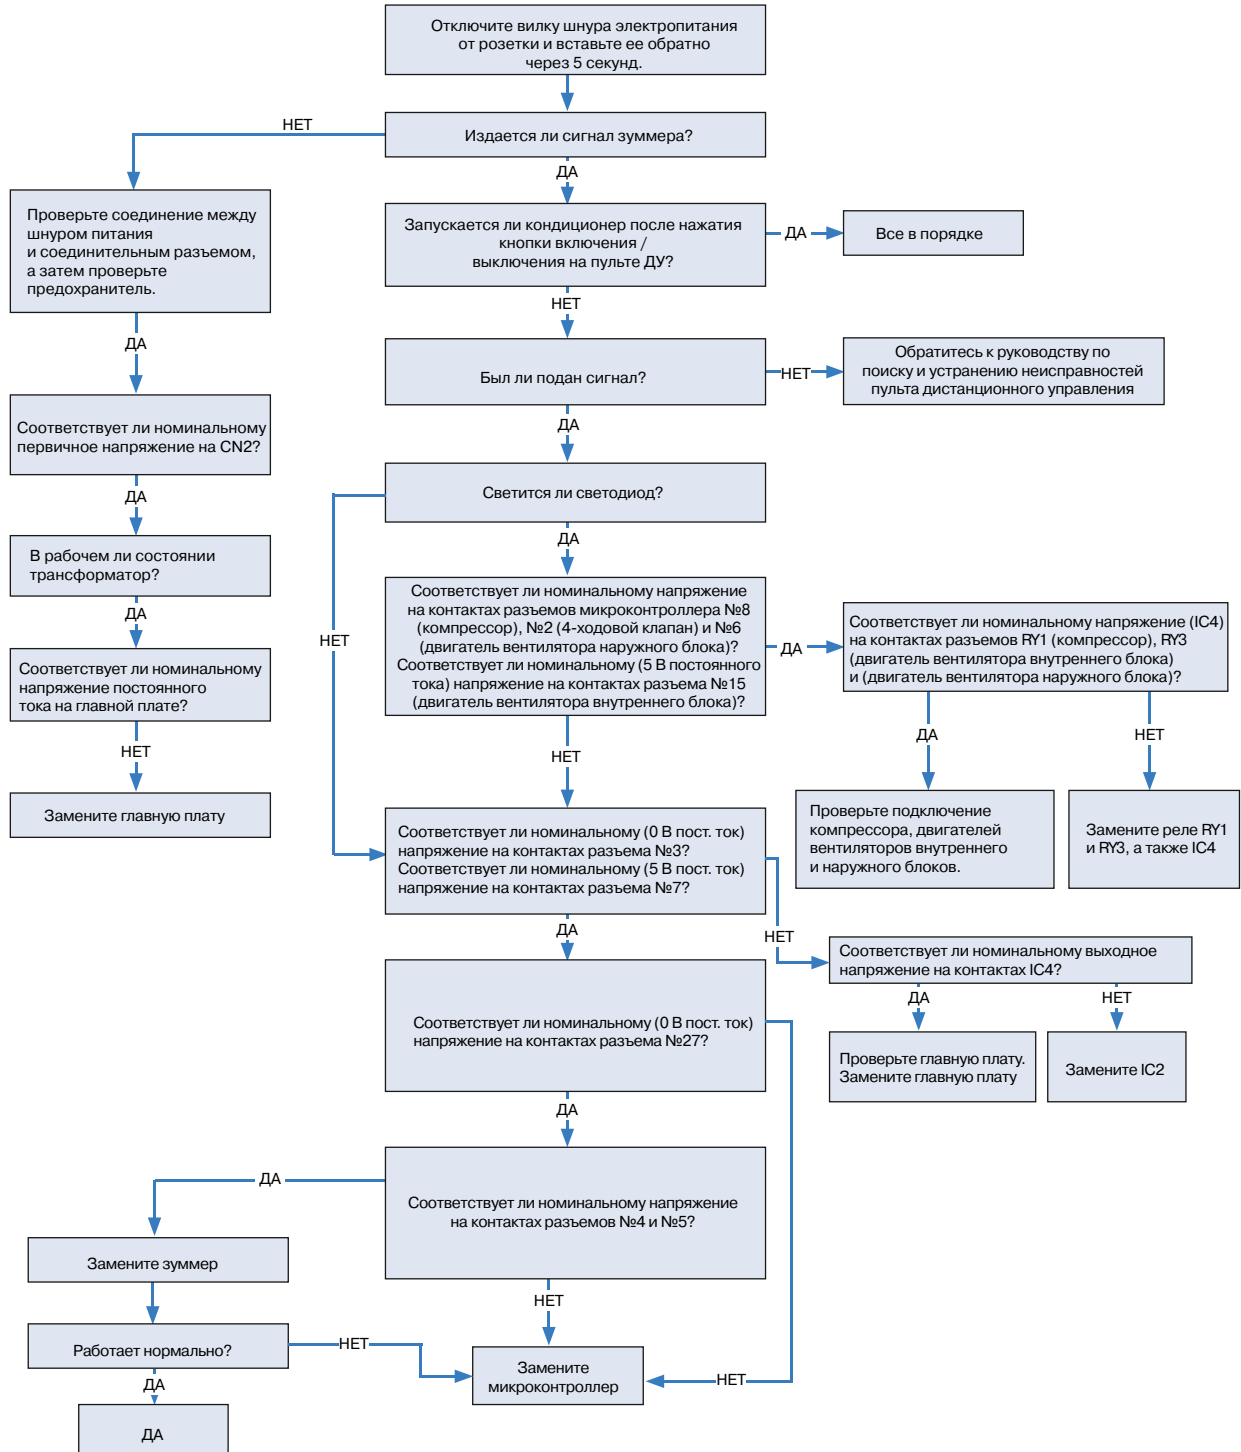 Отключите вилку шнура электропитания
от розетки и вставьте ее обратно
через 5 секунд.
НЕТ
Издается ли сигнал зуммера?
ДА
Проверьте соединение между
шнуром питания
и соединительным разъемом,
а затем проверьте
предохранитель.
Запускается ли кондиционер после нажатия
кнопки включения /
выключения на пульте ДУ?
ДА
Все в порядке
НЕТ
ДА
Был ли подан сигнал?
НЕТ
Обратитесь к руководству по
поиску и устранению неисправностей
пульта дистанционного управления
ДА
Соответствует ли номинальному
первичное напряжение на CN2?
ДА
Светится ли светодиод?
ДА
В рабочем ли состоянии
трансформатор?
ДА
НЕТ
Соответствует ли номинальному напряжение
на контактах разъемов микроконтроллера №8
(компрессор), №2 (4-ходовой клапан) и №6
(двигатель вентилятора наружного блока)?
Соответствует ли номинальному (5 В постоянного
тока) напряжение на контактах разъема №15
(двигатель вентилятора внутреннего блока)?
ДА
Соответствует ли номинальному напряжение (IC4)
на контактах разъемов RY1 (компрессор), RY3
(двигатель вентилятора внутреннего блока)
и (двигатель вентилятора наружного блока)?
Соответствует ли номинальному
напряжение постоянного
тока на главной плате?
НЕТ
НЕТ
ДА
НЕТ
Замените главную плату
Соответствует ли номинальному (0 В пост. ток)
напряжение на контактах разъема №3?
Соответствует ли номинальному (5 В пост. ток)
напряжение на контактах разъема №7?
Проверьте подключение
компрессора, двигателей
вентиляторов внутреннего
и наружного блоков.
Замените реле RY1
и RY3, а также IC4
ДА
НЕТ
Соответствует ли номинальному выходное
напряжение на контактах IC4?
ДА
НЕТ
Соответствует ли номинальному (0 В пост. ток)
напряжение на контактах разъема №27?
Проверьте главную плату.
Замените главную плату
Замените IC2
ДА
ДА
Соответствует ли номинальному напряжение
на контактах разъемов №4 и №5?
Замените зуммер
НЕТ
Работает нормально?
НЕТ
Замените
микроконтроллер
НЕТ
ДА
ДА